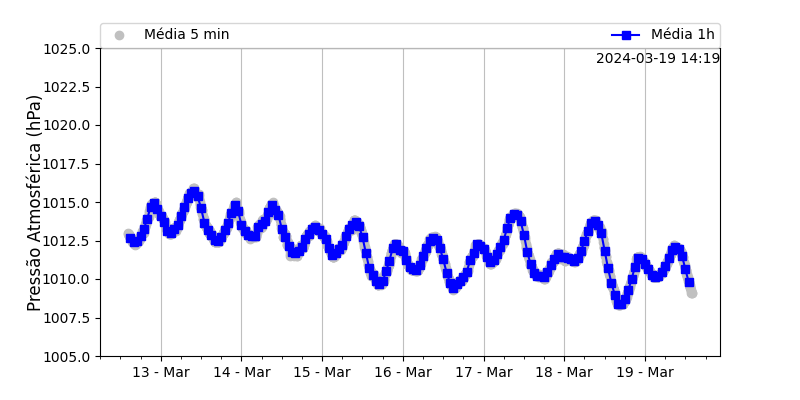 Média 5 min
Média 1h
2024-03-19 14:19
Pressão Atmosférica (hPa)
1025.0
1022.5
1020.0
1017.5
1015.0
1012.5
1010.0
1007.5
1005.0
13 - Mar
14 - Mar
15 - Mar
16 - Mar
17 - Mar
18 - Mar
19 - Mar